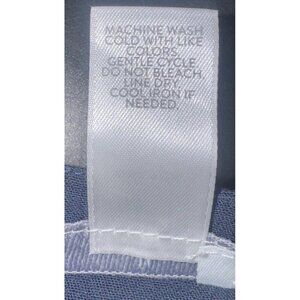 MACHINE WASH
COLD WITH LIKE
COLORS,
GENTLE CYCLE.
DO NOT BLEACH.
LINE DRY.
COOL IRON IF
NEEDED.